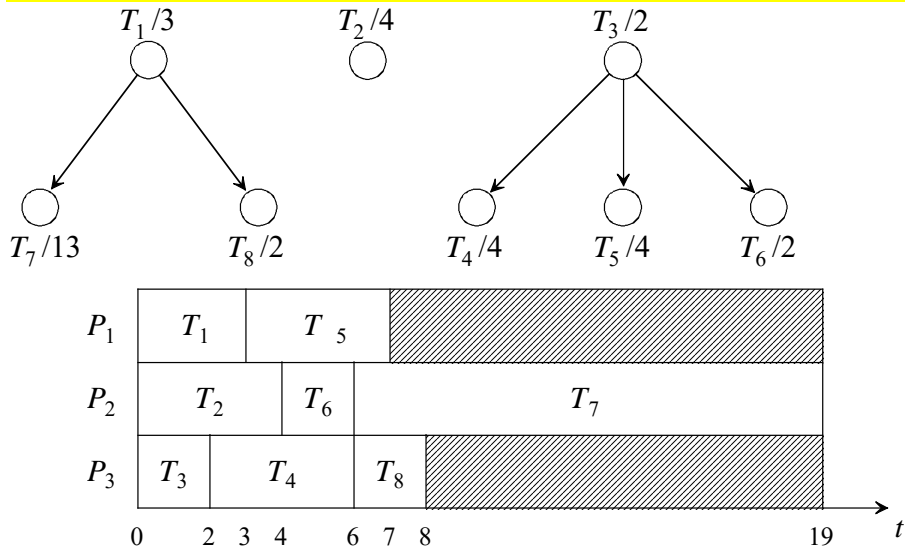 T₁/3 T₂/4 T₃/2
T₇/13 T₈/2 T₄/4 T₅/4 T₆/2
P₁ T₁ T ₅
P₂ T₂ T₆ T₇
P₃ T₃ T₄ T₈
0 2 3 4 6 7 8 19 t